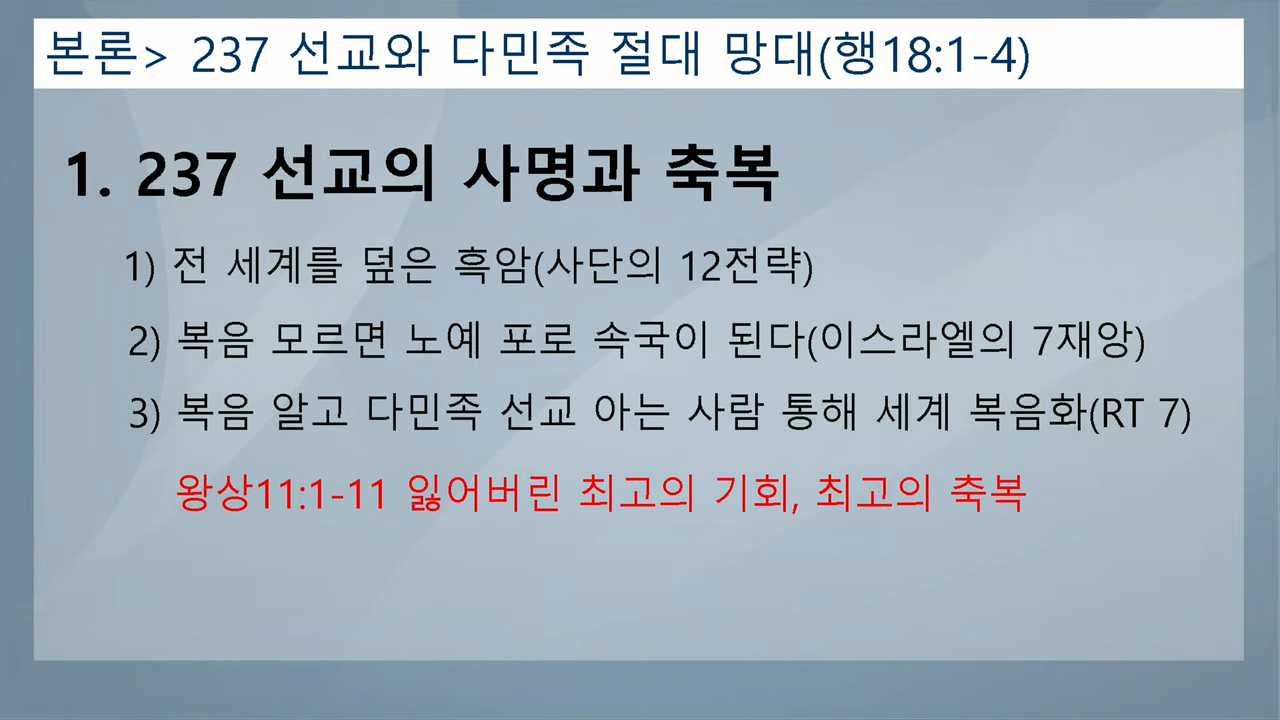 본론> 237 선교와 다민족 절대 망대(행18:1-4)
1. 237 선교의 사명과 축복
1) 전 세계를 덮은 흑암(사단의 12전략)
2) 복음 모르면 노예 포로 속국이 된다(이스라엘의 7재앙)
3) 복음 알고 다민족 선교 아는 사람 통해 세계 복음화(RT 7)
왕상11:1-11 잃어버린 최고의 기회, 최고의 축복